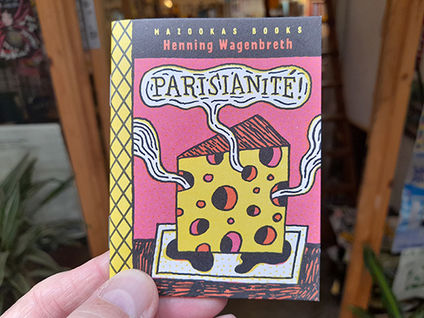 MAZOOKAS BOOKS
Henning Wagenbreth
PARISIANITÉ!